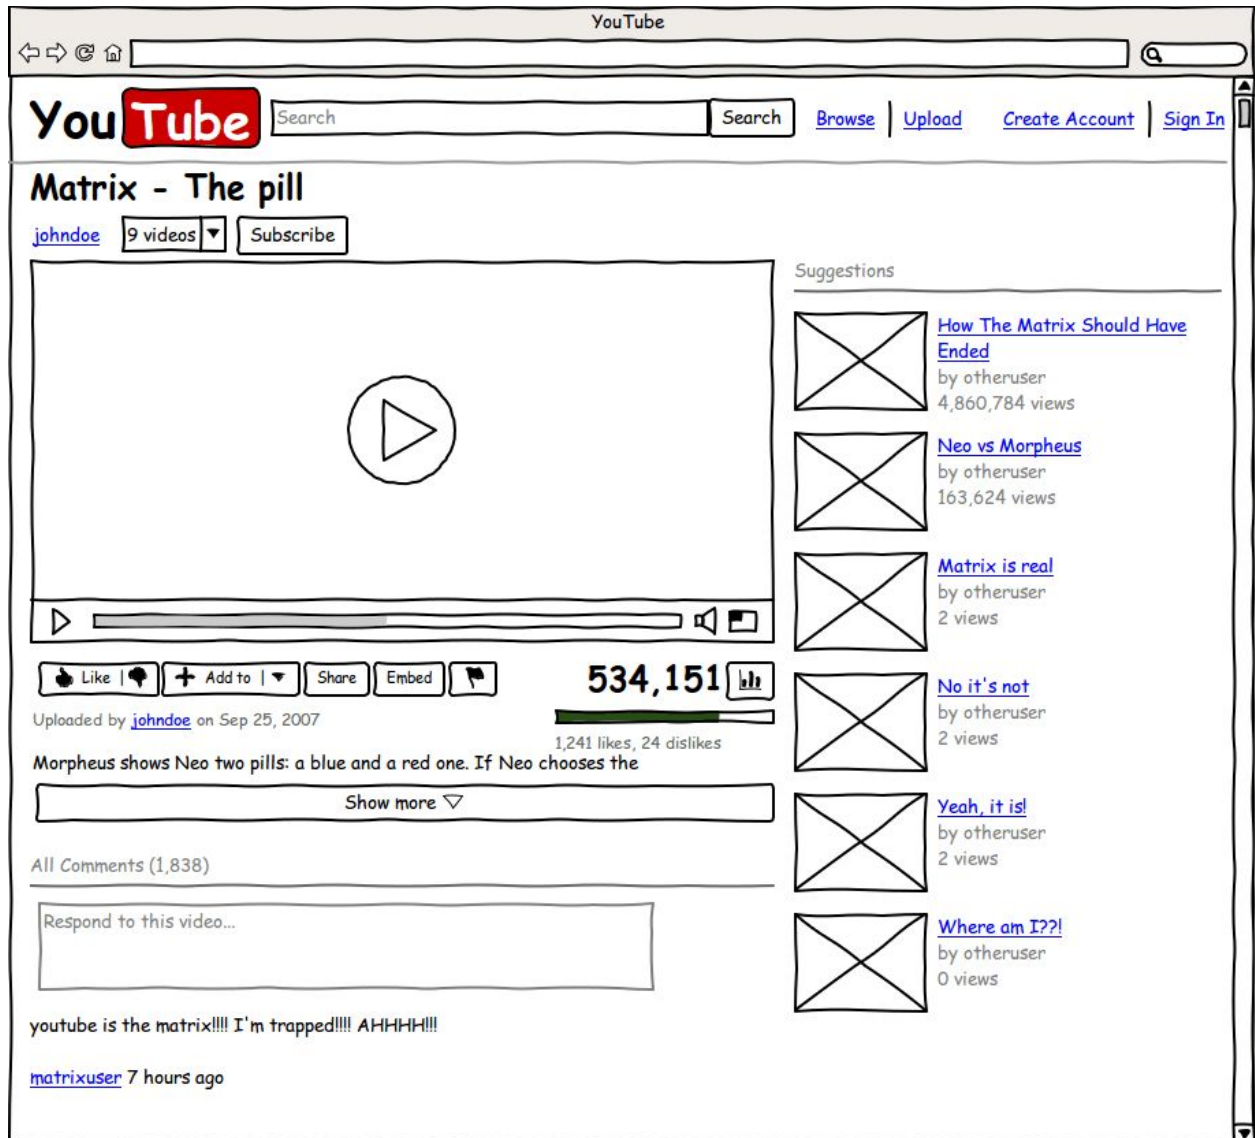 YouTube
YouTube
Search
Search
Browse
Upload
Create Account
Sign In
Matrix - The pill
johndoe
9 videos
Subscribe
Suggestions
How The Matrix Should Have
Ended
by otheruser
4,860,784 views
Neo vs Morpheus
by otheruser
163,624 views
Matrix is real
by otheruser
2 views
No it's not
by otheruser
2 views
Yeah, it is!
by otheruser
2 views
Where am I??!
by otheruser
0 views
Like |
Add to |
Share
Embed
534,151
Uploaded by johndoe on Sep 25, 2007
1,241 likes, 24 dislikes
Morpheus shows Neo two pills: a blue and a red one. If Neo chooses the
Show more
All Comments (1,838)
Respond to this video...
youtube is the matrix!!!! I'm trapped!!!! AHHHH!!!
matrixuser 7 hours ago